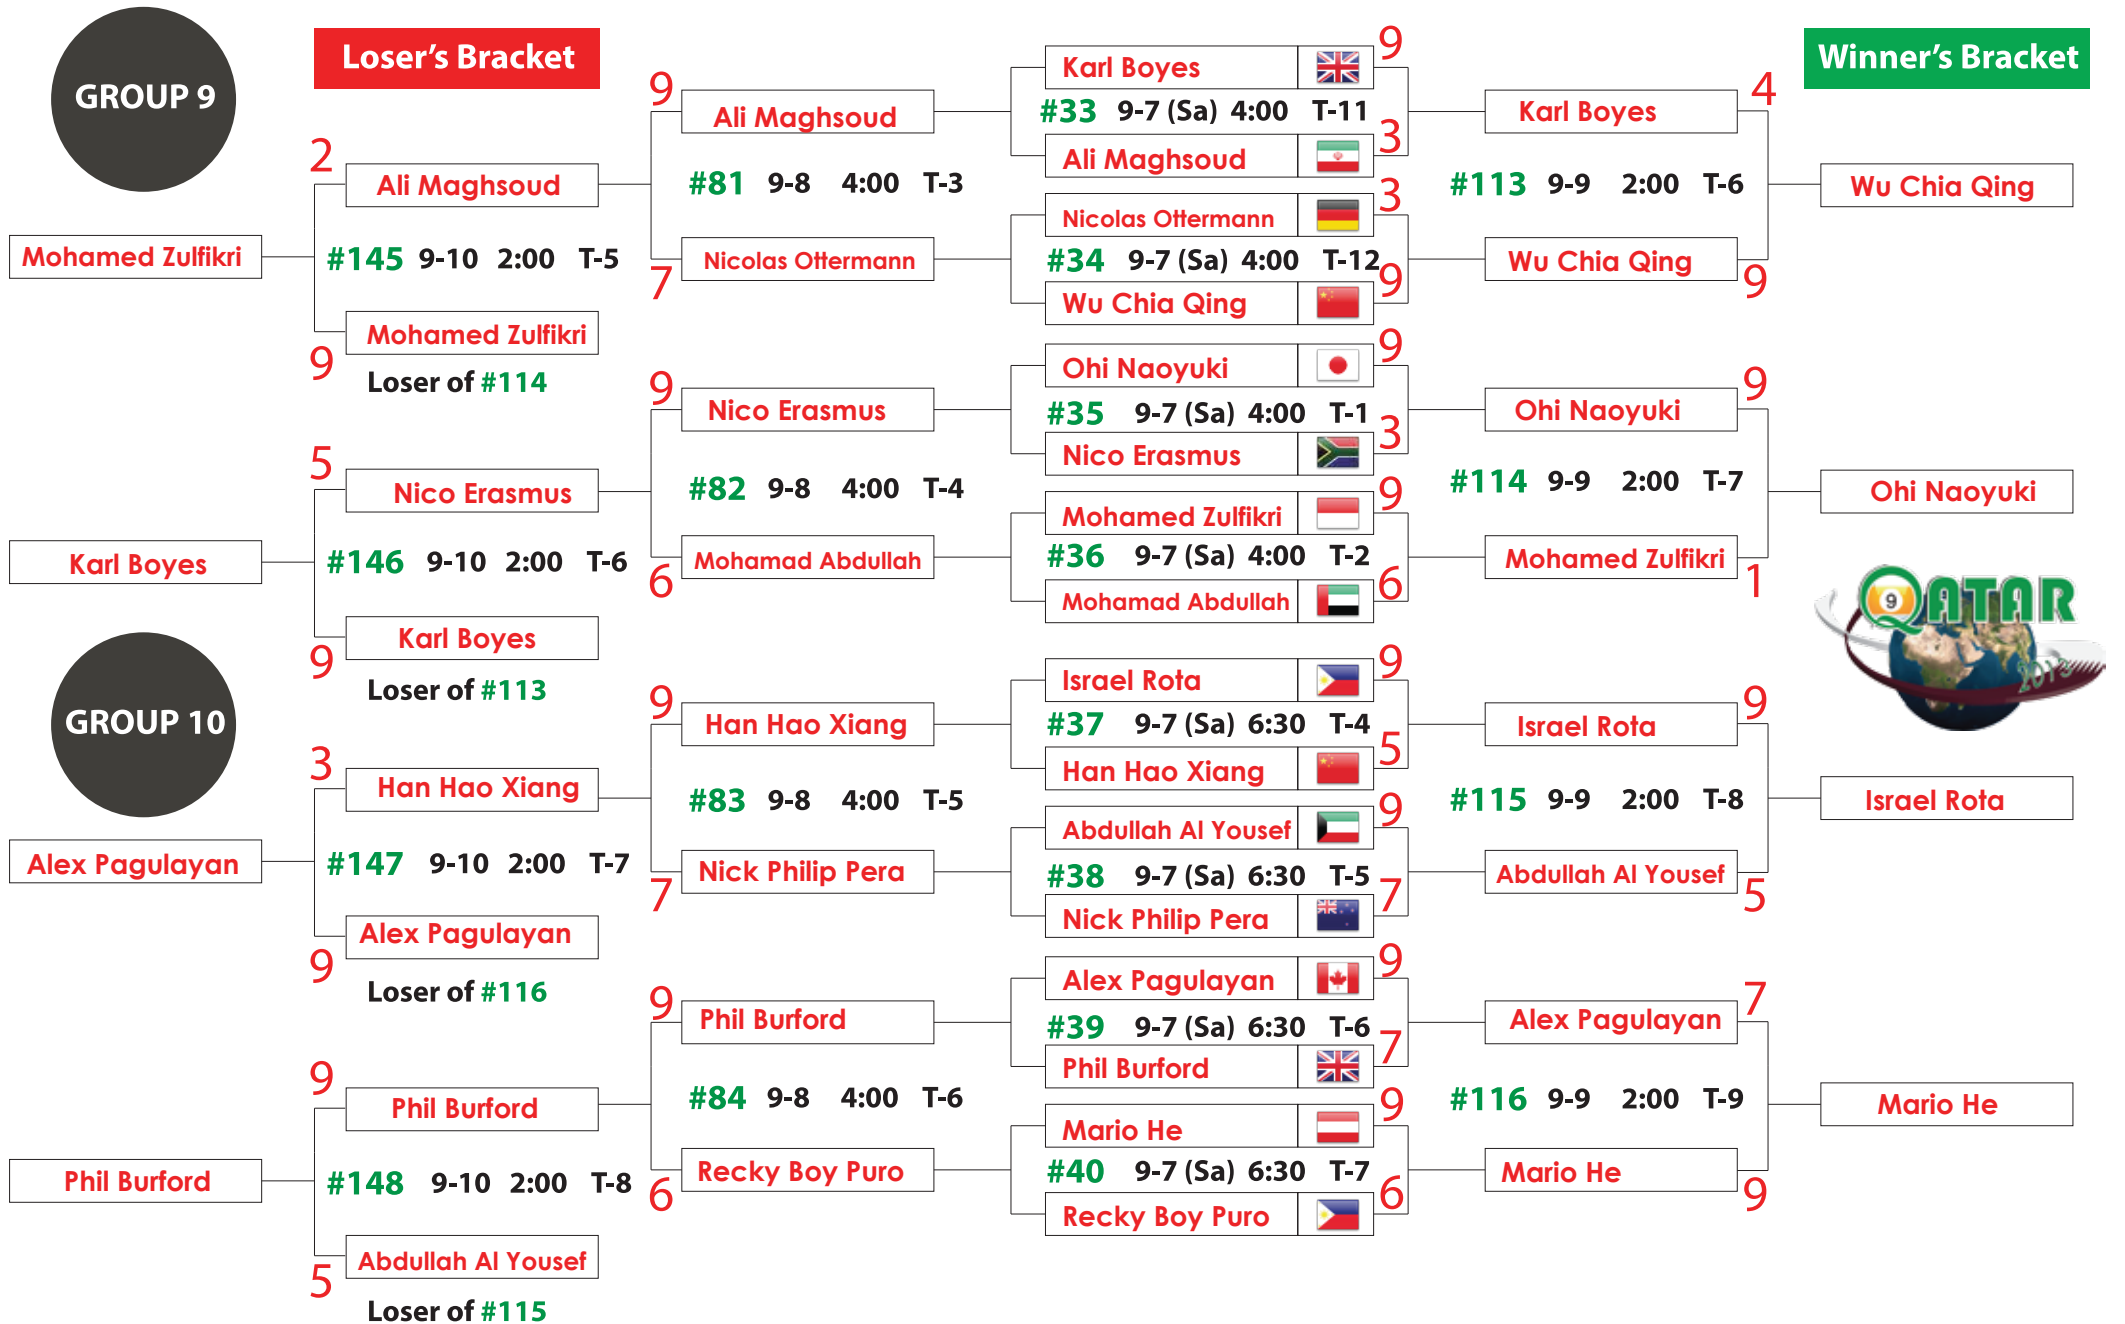 GROUP 9
Loser's Bracket
Winner's Bracket
Mohamed Zulfikri
2
Ali Maghsoud
#145 9-10 2:00 T-5
Mohamed Zulfikri
9
Loser of #114
Karl Boyes
5
Nico Erasmus
#146 9-10 2:00 T-6
Karl Boyes
9
Loser of #113
9
Ali Maghsoud
#81 9-8 4:00 T-3
Nicolas Ottermann
7
9
Nico Erasmus
#82 9-8 4:00 T-4
Mohamad Abdullah
6
Karl Boyes 9
#33 9-7 (Sa) 4:00 T-11
Ali Maghsoud 3
Nicolas Ottermann 3
#34 9-7 (Sa) 4:00 T-12
Wu Chia Qing 9
Ohi Naoyuki 9
#35 9-7 (Sa) 4:00 T-1
Nico Erasmus 3
Mohamed Zulfikri 9
#36 9-7 (Sa) 4:00 T-2
Mohamad Abdullah 6
Karl Boyes 4
#113 9-9 2:00 T-6
Wu Chia Qing 9
Ohi Naoyuki 9
#114 9-9 2:00 T-7
Mohamed Zulfikri 1
Wu Chia Qing
Ohi Naoyuki
9
QATAR
2013
GROUP 10
Alex Pagulayan
3
Han Hao Xiang
#147 9-10 2:00 T-7
Alex Pagulayan
9
Loser of #116
Phil Burford
9
Phil Burford
#148 9-10 2:00 T-8
Abdullah Al Yousef
5
Loser of #115
9
Han Hao Xiang
#83 9-8 4:00 T-5
Nick Philip Pera
7
9
Phil Burford
#84 9-8 4:00 T-6
Recky Boy Puro
6
Israel Rota 9
#37 9-7 (Sa) 6:30 T-4
Han Hao Xiang 5
Abdullah Al Yousef 9
#38 9-7 (Sa) 6:30 T-5
Nick Philip Pera 7
Alex Pagulayan 9
#39 9-7 (Sa) 6:30 T-6
Phil Burford 7
Mario He 9
#40 9-7 (Sa) 6:30 T-7
Recky Boy Puro 6
Israel Rota 9
#115 9-9 2:00 T-8
Abdullah Al Yousef 5
Alex Pagulayan 7
#116 9-9 2:00 T-9
Mario He 9
Israel Rota
Mario He